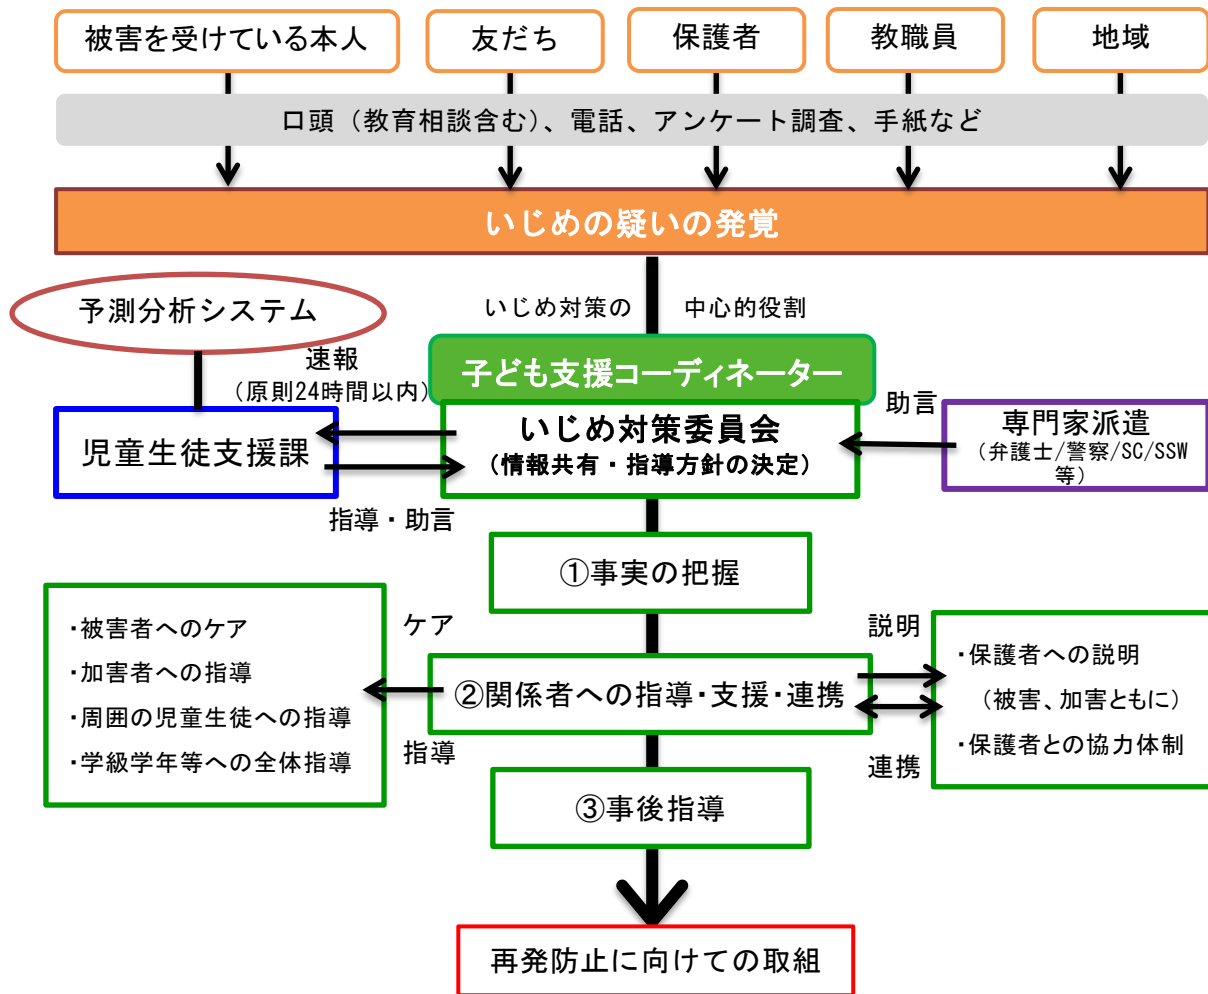 被害を受けている本人
友だち
保護者
教職員
地域
口頭（教育相談含む）、電話、アンケート調査、手紙など
いじめの疑いの発覚
予測分析システム
いじめ対策の 中心的役割
速報
（原則24時間以内）
子ども支援コーディネーター
いじめ対策委員会
（情報共有・指導方針の決定）
児童生徒支援課
助言
専門家派遣
（弁護士/警察/SC/SSW
等）
指導・助言
①事実の把握
ケア
・被害者へのケア
・加害者への指導
・周囲の児童生徒への指導
・学級学年等への全体指導
指導
②関係者への指導・支援・連携
説明
・保護者への説明
（被害、加害ともに）
・保護者との協力体制
連携
③事後指導
再発防止に向けての取組